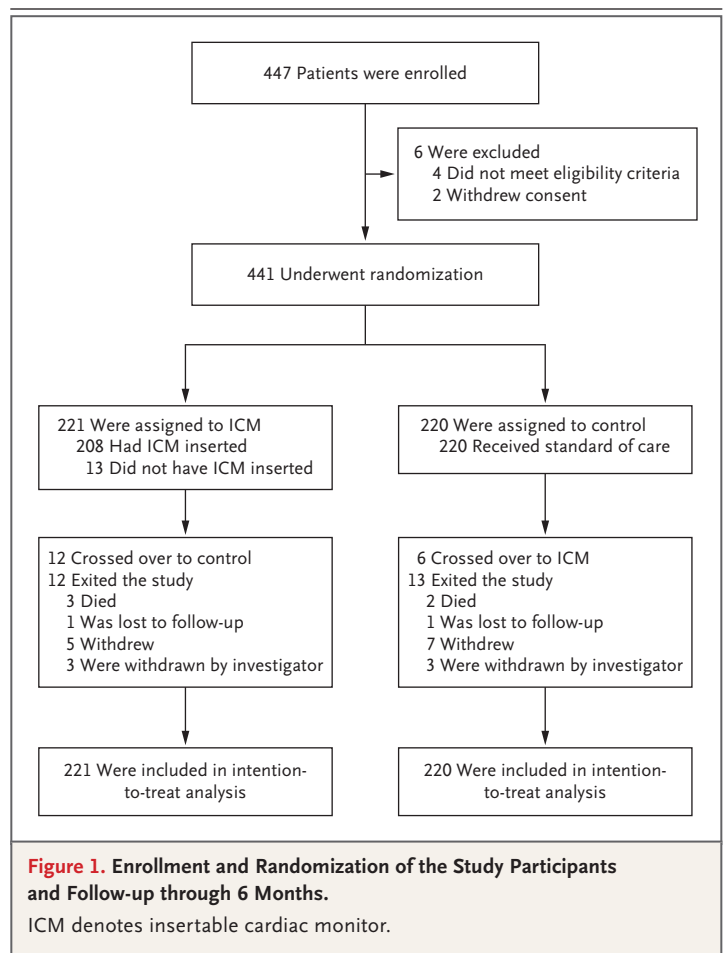 447 Patients were enrolled
6 Were excluded
4 Did not meet eligibility criteria
2 Withdrew consent
441 Underwent randomization
221 Were assigned to ICM
208 Had ICM inserted
13 Did not have ICM inserted
220 Were assigned to control
220 Received standard of care
12 Crossed over to control
12 Exited the study
3 Died
1 Was lost to follow-up
5 Withdrew
3 Were withdrawn by investigator
6 Crossed over to ICM
13 Exited the study
2 Died
1 Was lost to follow-up
7 Withdrew
3 Were withdrawn by investigator
221 Were included in intention-
to-treat analysis
220 Were included in intention-
to-treat analysis
Figure 1. Enrollment and Randomization of the Study Participants
and Follow-up through 6 Months.
ICM denotes insertable cardiac monitor.